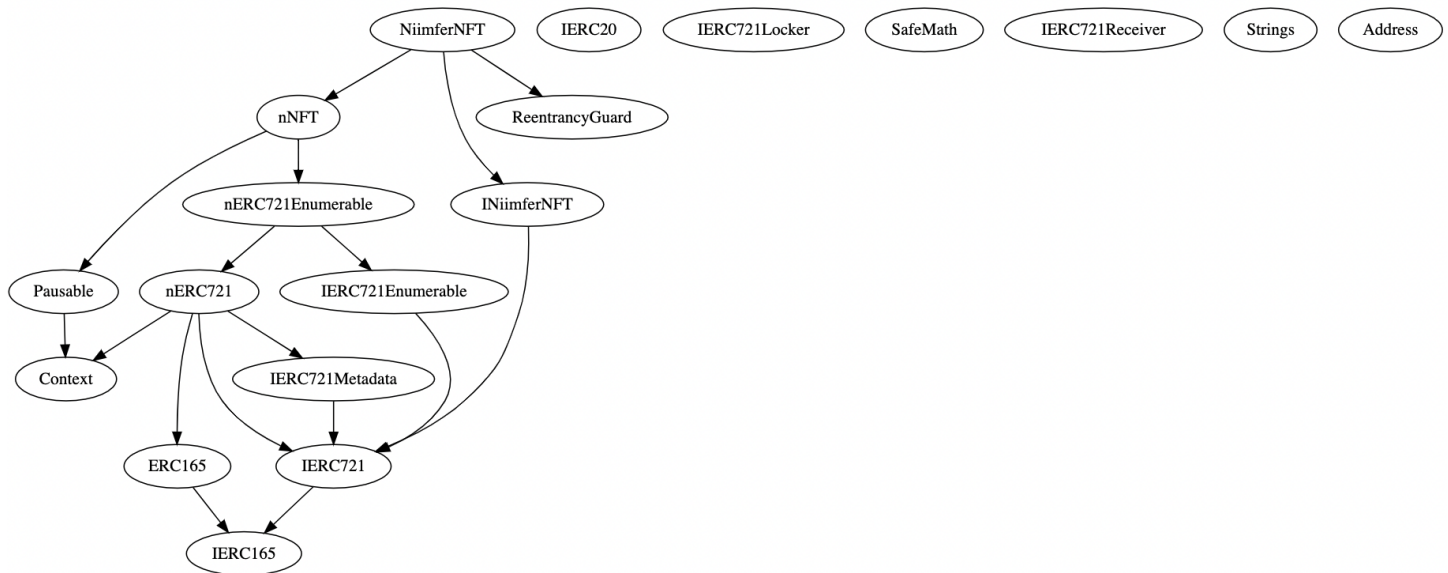 NiimferNFT
IERC20
IERC721Locker
SafeMath
IERC721Receiver
Strings
Address
nNFT
ReentrancyGuard
nERC721Enumerable
INiimferNFT
Pausable
nERC721
IERC721Enumerable
Context
IERC721Metadata
ERC165
IERC721
IERC165